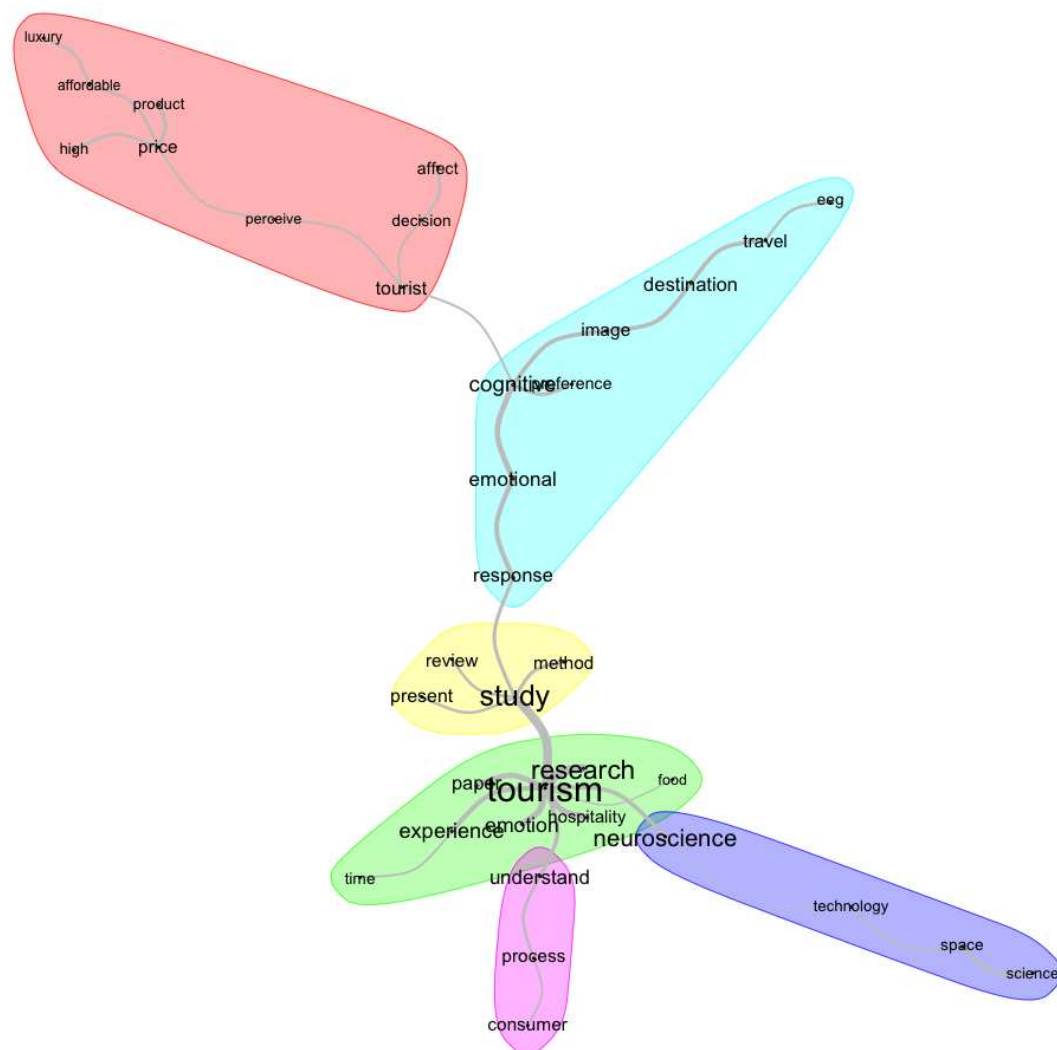 luxury
affordable
product
high
price
affect
perceive
decision
tourist
eeg
travel
destination
image
cognitive
preference
emotional
response
review
method
present
study
research
paper
tourism
food
hospitality
emotion
experience
neuroscience
time
understand
technology
space
process
science
consumer